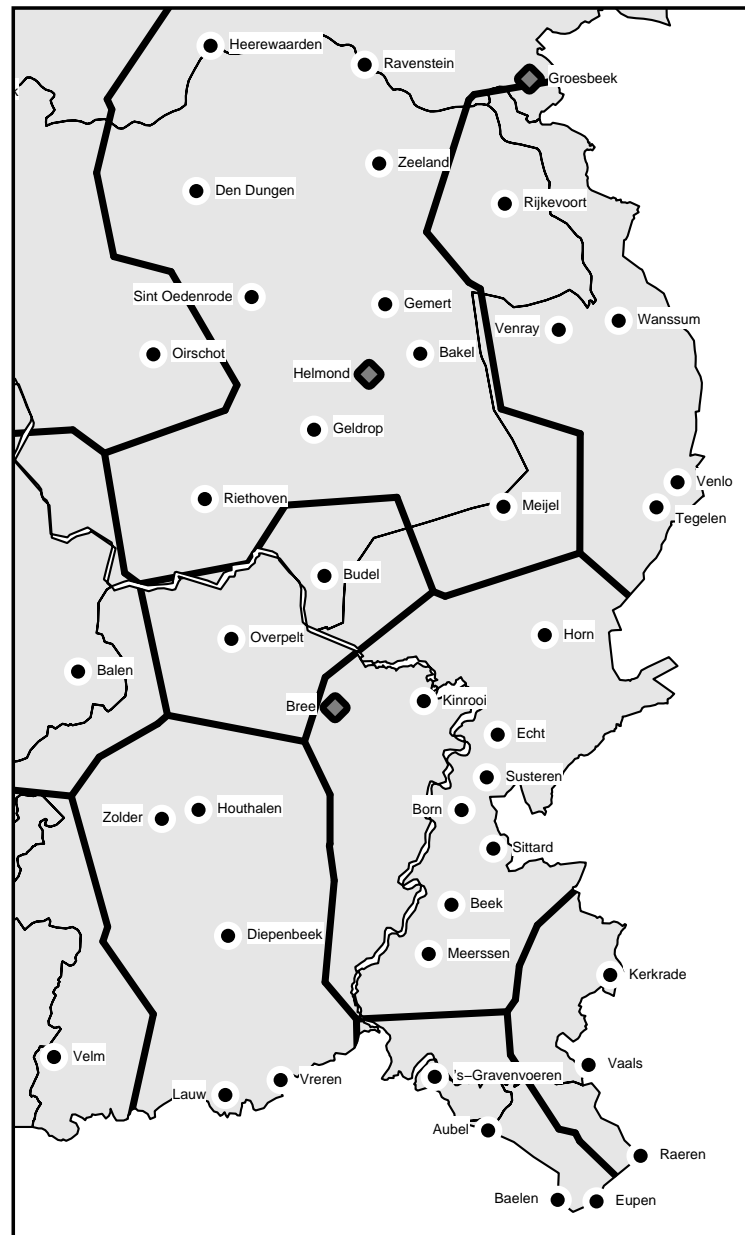 Heerewaarden
Ravenstein
Groesbeek
Zeeland
Den Dungen
Rijkevoort
Sint Oedenrode
Gemert
Wanssum
Venray
Oirschot
Bakel
Helmond
Geldrop
Venlo
Riethoven
Meijel
Tegelen
Budel
Horn
Overpelt
Balen
Kinrooi
Bree
Echt
Susteren
Houthalen
Born
Zolder
Sittard
Beek
Diepenbeek
Meerssen
Kerkrade
Velm
Vaals
's–Gravenvoeren
Vreren
Lauw
Aubel
Raeren
Baelen
Eupen